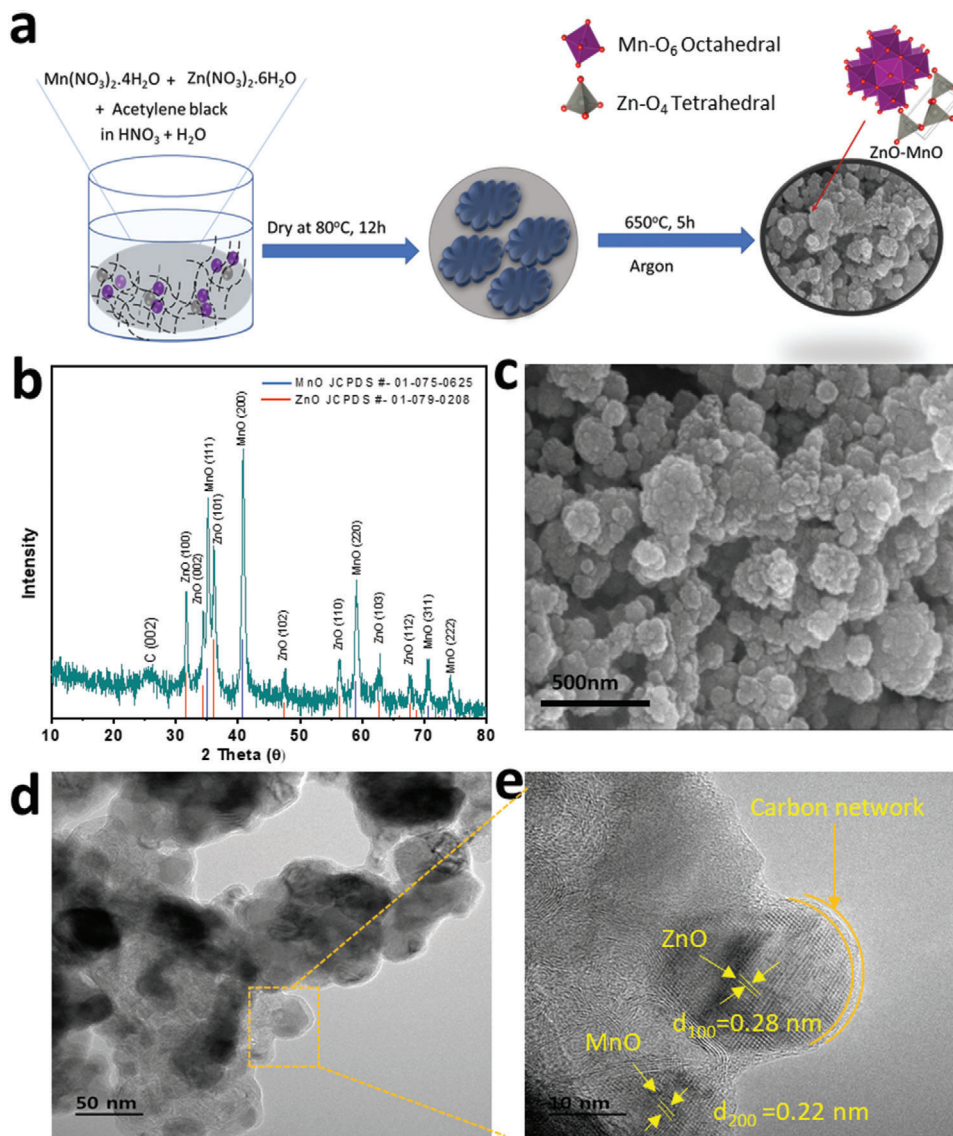 a
Mn(NO₃)₂.4H₂O + Zn(NO₃)₂.6H₂O
+ Acetylene black
in HNO₃ + H₂O
Dry at 80°C, 12h
650°C, 5h
Argon
Mn-O₆ Octahedral
Zn-O₄ Tetrahedral
ZnO-MnO
b
MnO JCPDS #- 01-075-0625
ZnO JCPDS #- 01-079-0208
Intensity
C (002)
ZnO (100)
ZnO (002)
MnO (111)
ZnO (101)
MnO (200)
ZnO (102)
ZnO (110)
MnO (220)
ZnO (103)
ZnO (112)
MnO (311)
MnO (222)
10 20 30 40 50 60 70 80
2 Theta (θ)
c
500nm
d
50 nm
e
Carbon network
ZnO
d₁₀₀=0.28 nm
MnO
d₂₀₀ =0.22 nm
10 nm